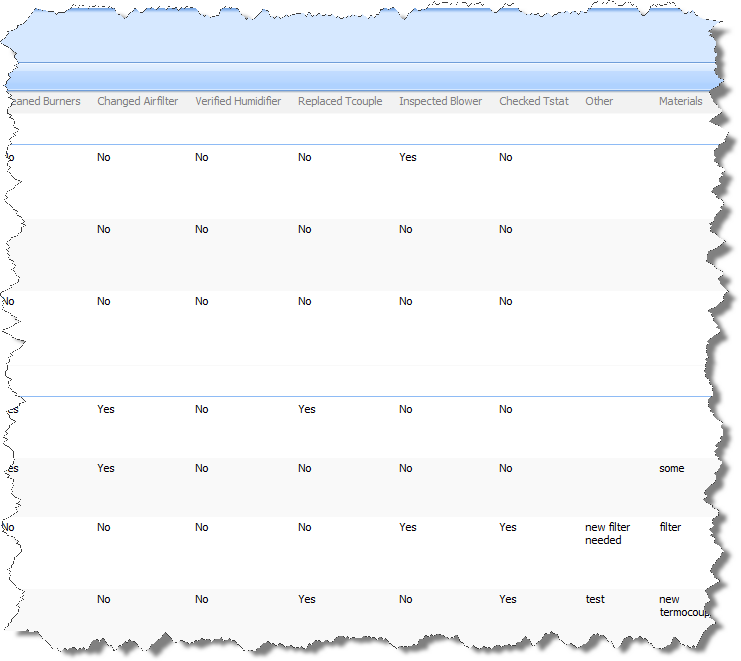 eaned Burners Changed Airfilter Verified Humidifier Replaced Tcouple Inspected Blower Checked Tstat Other Materials
o No No No Yes No
No No No No No
No No No No No No
es Yes No Yes No No
es Yes No No No No some
No No No No Yes Yes new filter filter
needed
No No Yes No Yes test new
termocoup